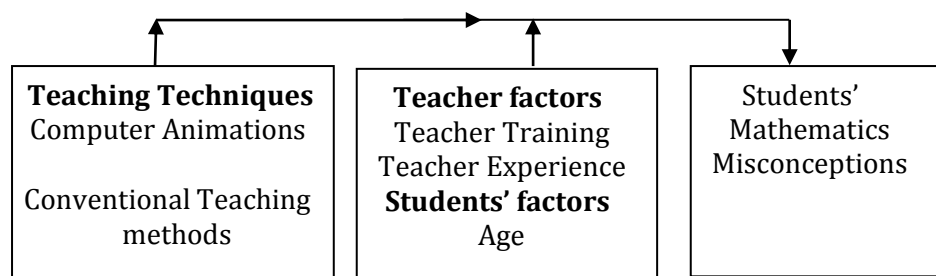 Teaching Techniques
Computer Animations
Conventional Teaching
methods
Teacher factors
Teacher Training
Teacher Experience
Students’ factors
Age
Students’
Mathematics
Misconceptions